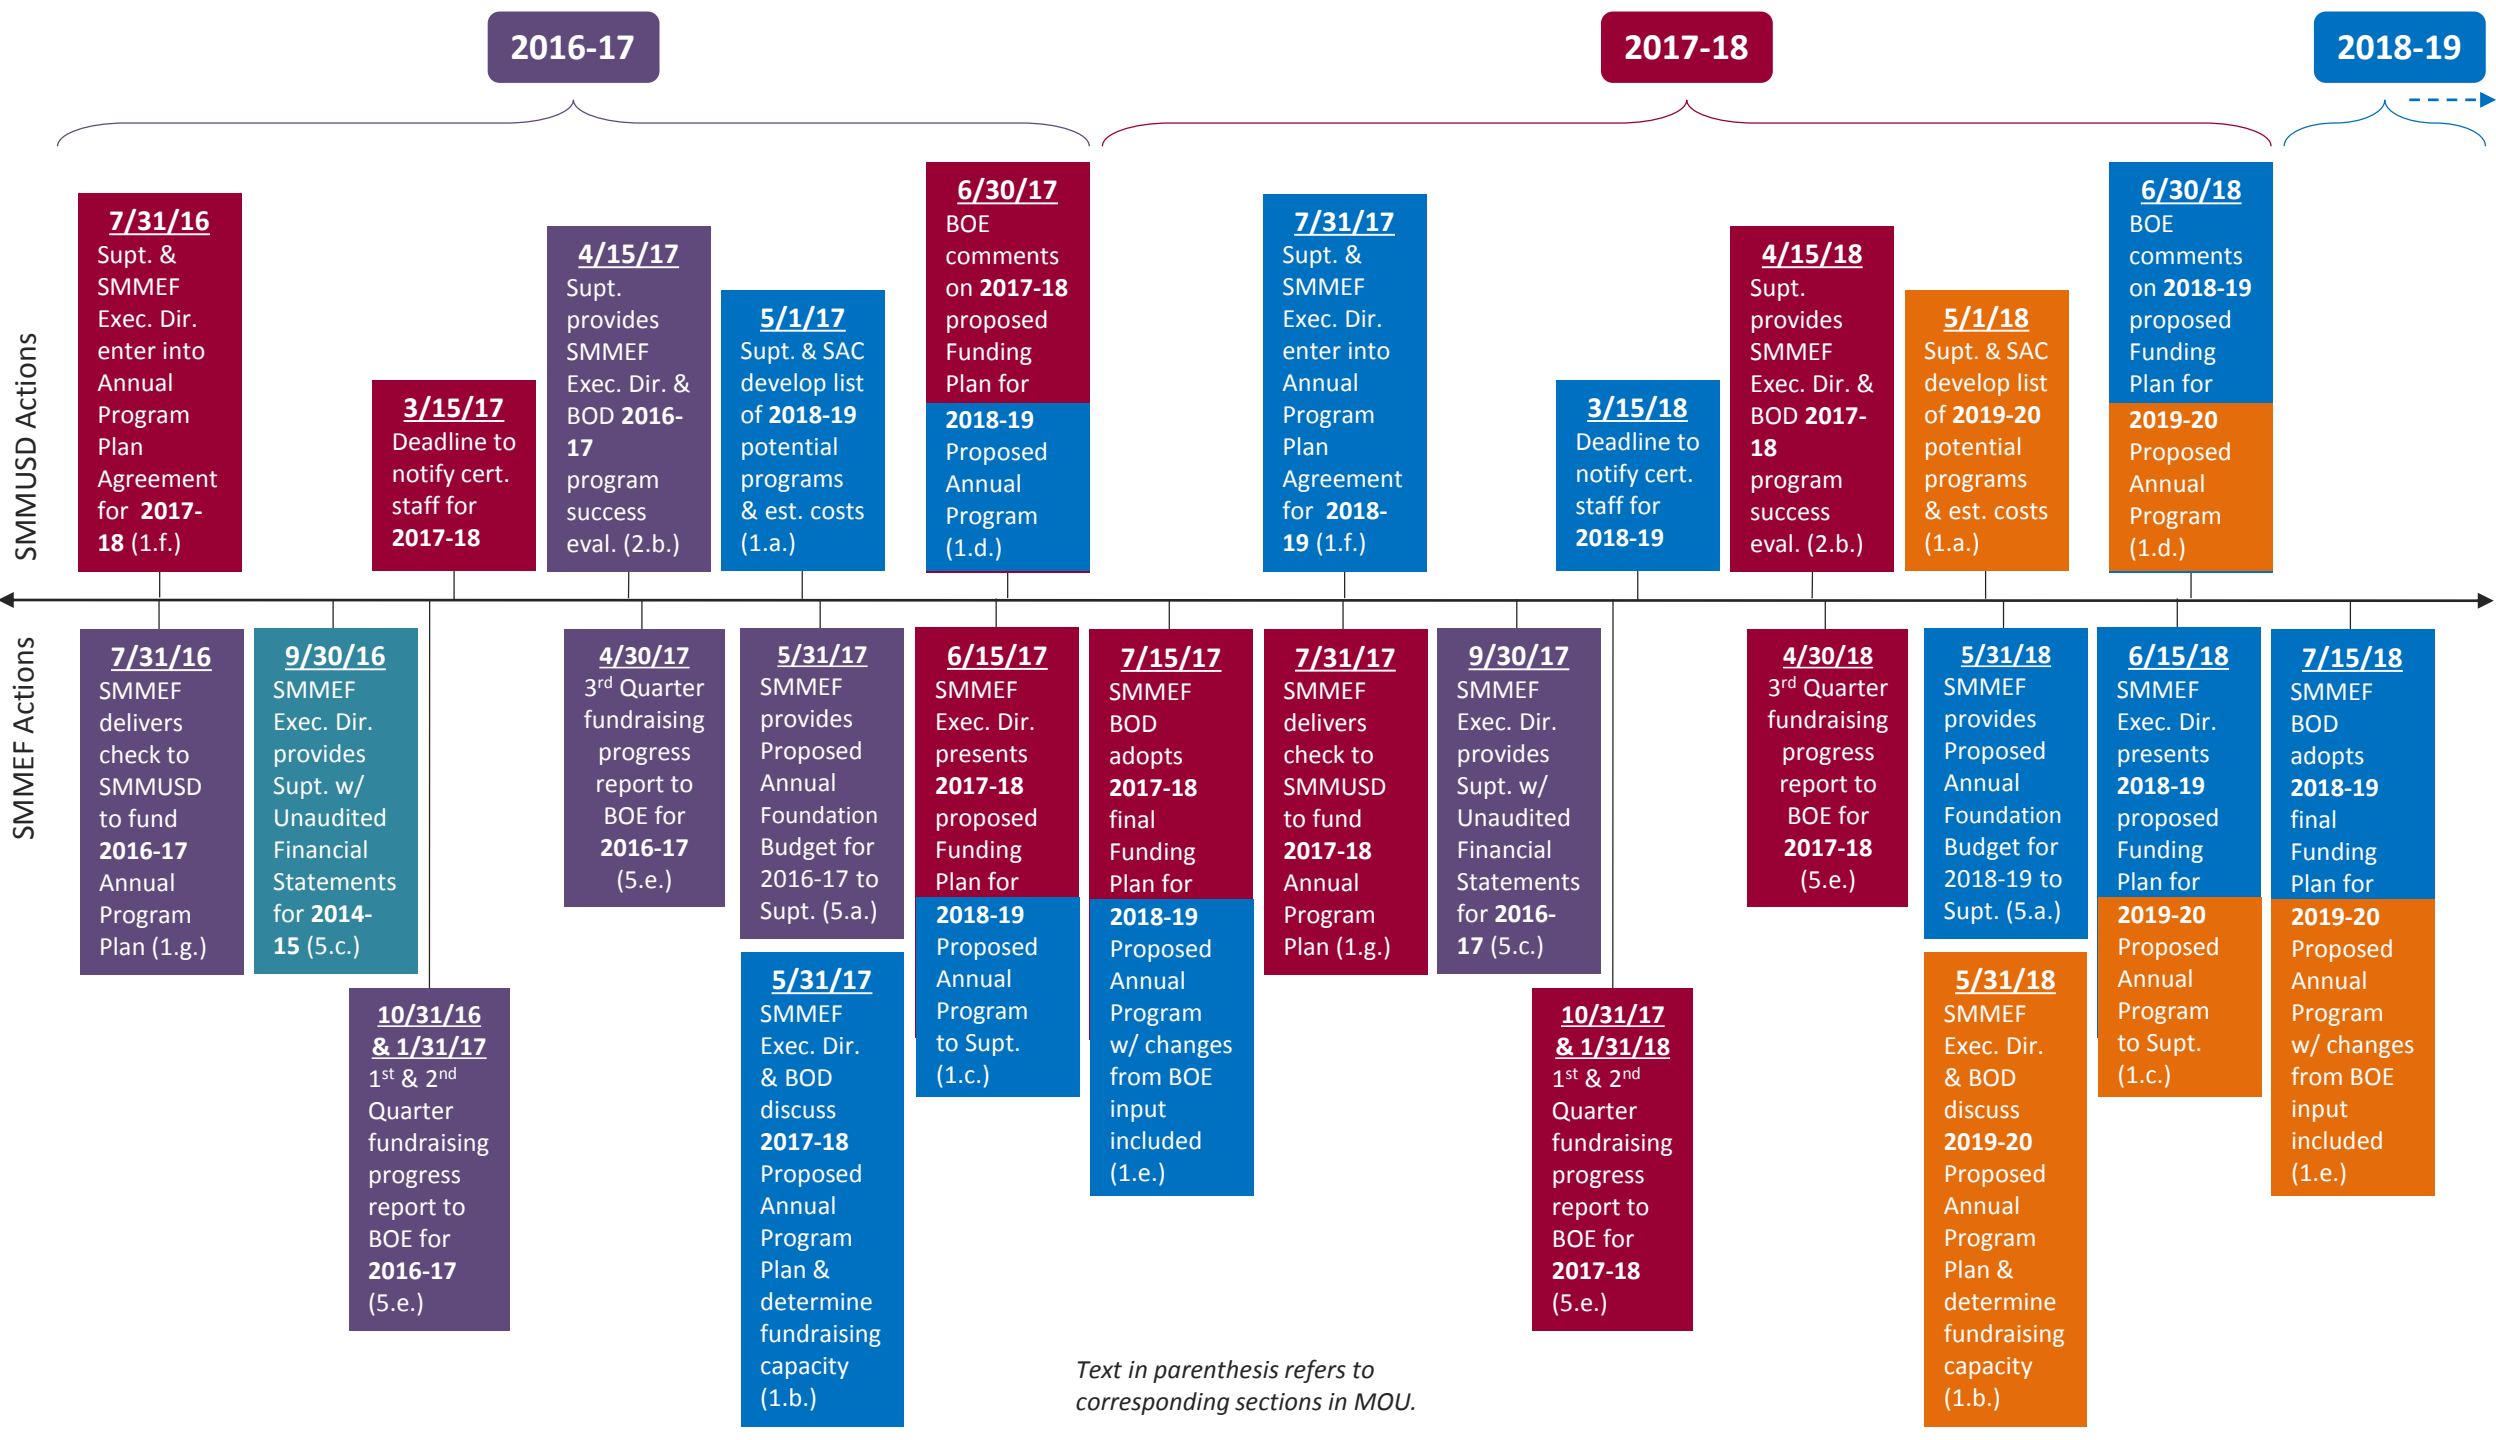 2016-17
2017-18
2018-19
SMMUSD Actions
7/31/16
Supt. &
SMMEF
Exec. Dir.
enter into
Annual
Program
Plan
Agreement
for 2017-
18 (1.f.)
3/15/17
Deadline to
notify cert.
staff for
2017-18
4/15/17
Supt.
provides
SMMEF
Exec. Dir. &
BOD 2016-
17
program
success
eval. (2.b.)
5/1/17
Supt. & SAC
develop list
of 2018-19
potential
programs
& est. costs
(1.a.)
6/30/17
BOE
comments
on 2017-18
proposed
Funding
Plan for
2018-19
Proposed
Annual
Program
(1.d.)
7/31/17
Supt. &
SMMEF
Exec. Dir.
enter into
Annual
Program
Plan
Agreement
for 2018-
19 (1.f.)
3/15/18
Deadline to
notify cert.
staff for
2018-19
4/15/18
Supt.
provides
SMMEF
Exec. Dir. &
BOD 2017-
18
program
success
eval. (2.b.)
5/1/18
Supt. & SAC
develop list
of 2019-20
potential
programs
& est. costs
(1.a.)
6/30/18
BOE
comments
on 2018-19
proposed
Funding
Plan for
2019-20
Proposed
Annual
Program
(1.d.)
SMMEF Actions
7/31/16
SMMEF
delivers
check to
SMMUSD
to fund
2016-17
Annual
Program
Plan (1.g.)
9/30/16
SMMEF
Exec. Dir.
provides
Supt. w/
Unaudited
Financial
Statements
for 2014-
15 (5.c.)
10/31/16
& 1/31/17
1st & 2nd
Quarter
fundraising
progress
report to
BOE for
2016-17
(5.e.)
4/30/17
3rd Quarter
fundraising
progress
report to
BOE for
2016-17
(5.e.)
5/31/17
SMMEF
provides
Proposed
Annual
Foundation
Budget for
2016-17 to
Supt. (5.a.)
5/31/17
SMMEF
Exec. Dir.
& BOD
discuss
2017-18
Proposed
Annual
Program
Plan &
determine
fundraising
capacity
(1.b.)
6/15/17
SMMEF
Exec. Dir.
presents
2017-18
proposed
Funding
Plan for
2018-19
Proposed
Annual
Program
to Supt.
(1.c.)
7/15/17
SMMEF
BOD
adopts
2017-18
final
Funding
Plan for
2018-19
Proposed
Annual
Program
w/ changes
from BOE
input
included
(1.e.)
7/31/17
SMMEF
delivers
check to
SMMUSD
to fund
2017-18
Annual
Program
Plan (1.g.)
9/30/17
SMMEF
Exec. Dir.
provides
Supt. w/
Unaudited
Financial
Statements
for 2016-
17 (5.c.)
10/31/17
& 1/31/18
1st & 2nd
Quarter
fundraising
progress
report to
BOE for
2017-18
(5.e.)
4/30/18
3rd Quarter
fundraising
progress
report to
BOE for
2017-18
(5.e.)
5/31/18
SMMEF
provides
Proposed
Annual
Foundation
Budget for
2018-19 to
Supt. (5.a.)
5/31/18
SMMEF
Exec. Dir.
& BOD
discuss
2019-20
Proposed
Annual
Program
Plan &
determine
fundraising
capacity
(1.b.)
6/15/18
SMMEF
Exec. Dir.
presents
2018-19
proposed
Funding
Plan for
2019-20
Proposed
Annual
Program
to Supt.
(1.c.)
7/15/18
SMMEF
BOD
adopts
2018-19
final
Funding
Plan for
2019-20
Proposed
Annual
Program
w/ changes
from BOE
input
included
(1.e.)
Text in parenthesis refers to
corresponding sections in MOU.